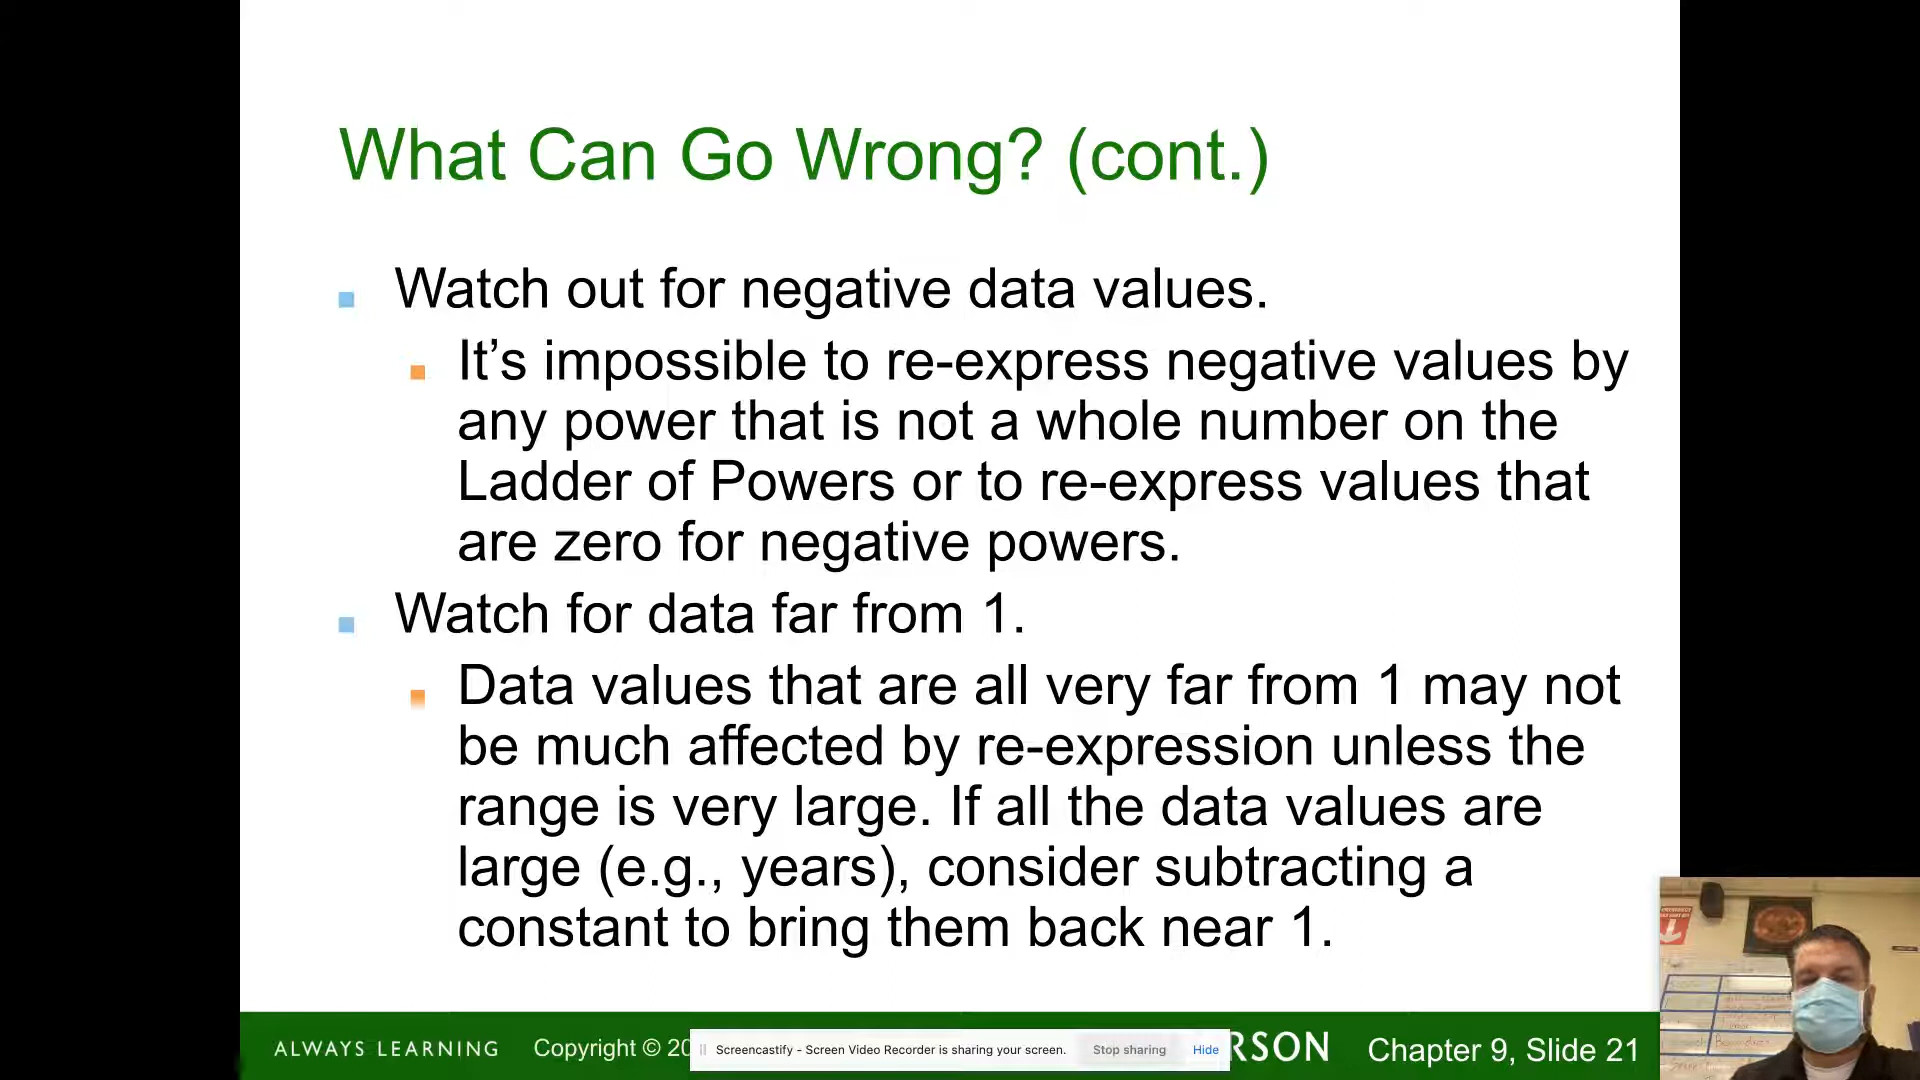 What Can Go Wrong? (cont.)
Watch out for negative data values.
It’s impossible to re-express negative values by
any power that is not a whole number on the
Ladder of Powers or to re-express values that
are zero for negative powers.
Watch for data far from 1.
Data values that are all very far from 1 may not
be much affected by re-expression unless the
range is very large. If all the data values are
large (e.g., years), consider subtracting a
constant to bring them back near 1.
ALWAYS LEARNING
Copyright © 20
Screencastify - Screen Video Recorder is sharing your screen.
Stop sharing
Hide
RSON
Chapter 9, Slide 21